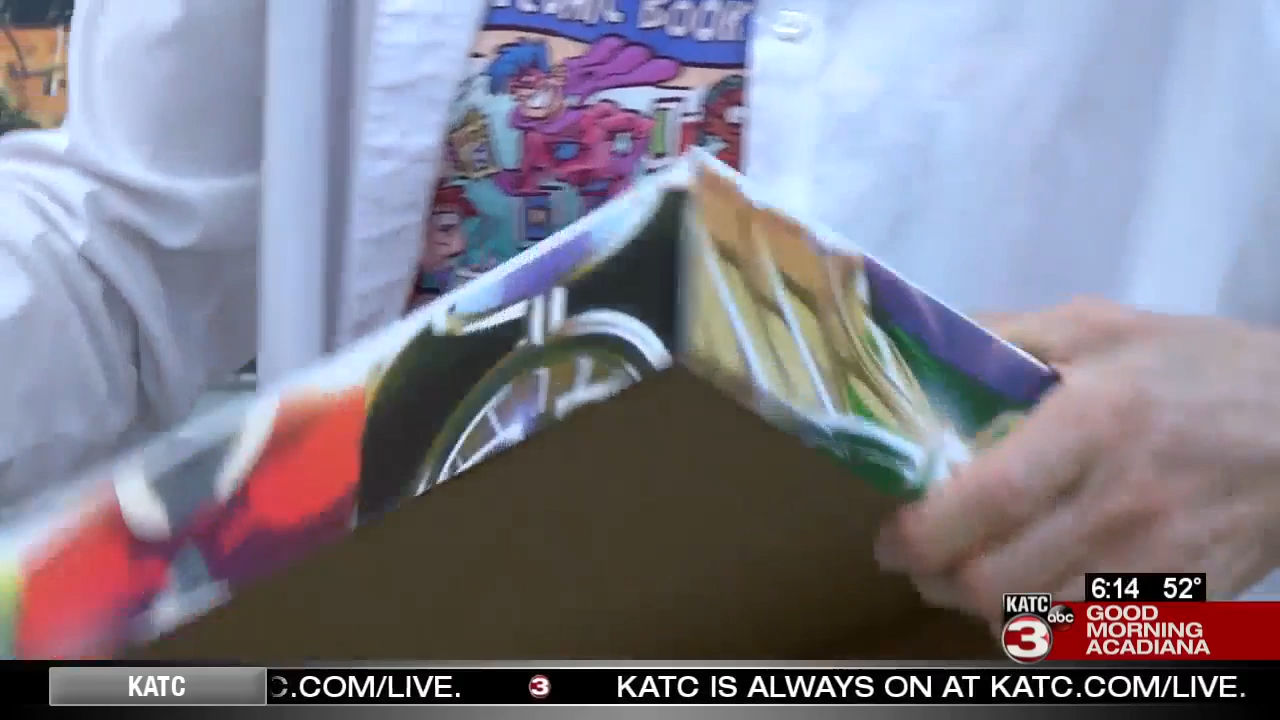 COMIC BOOK
6:14 52°
KATC
3
abc
GOOD
MORNING
ACADIANA
KATC
C.COM/LIVE. 3 KATC IS ALWAYS ON AT KATC.COM/LIVE.